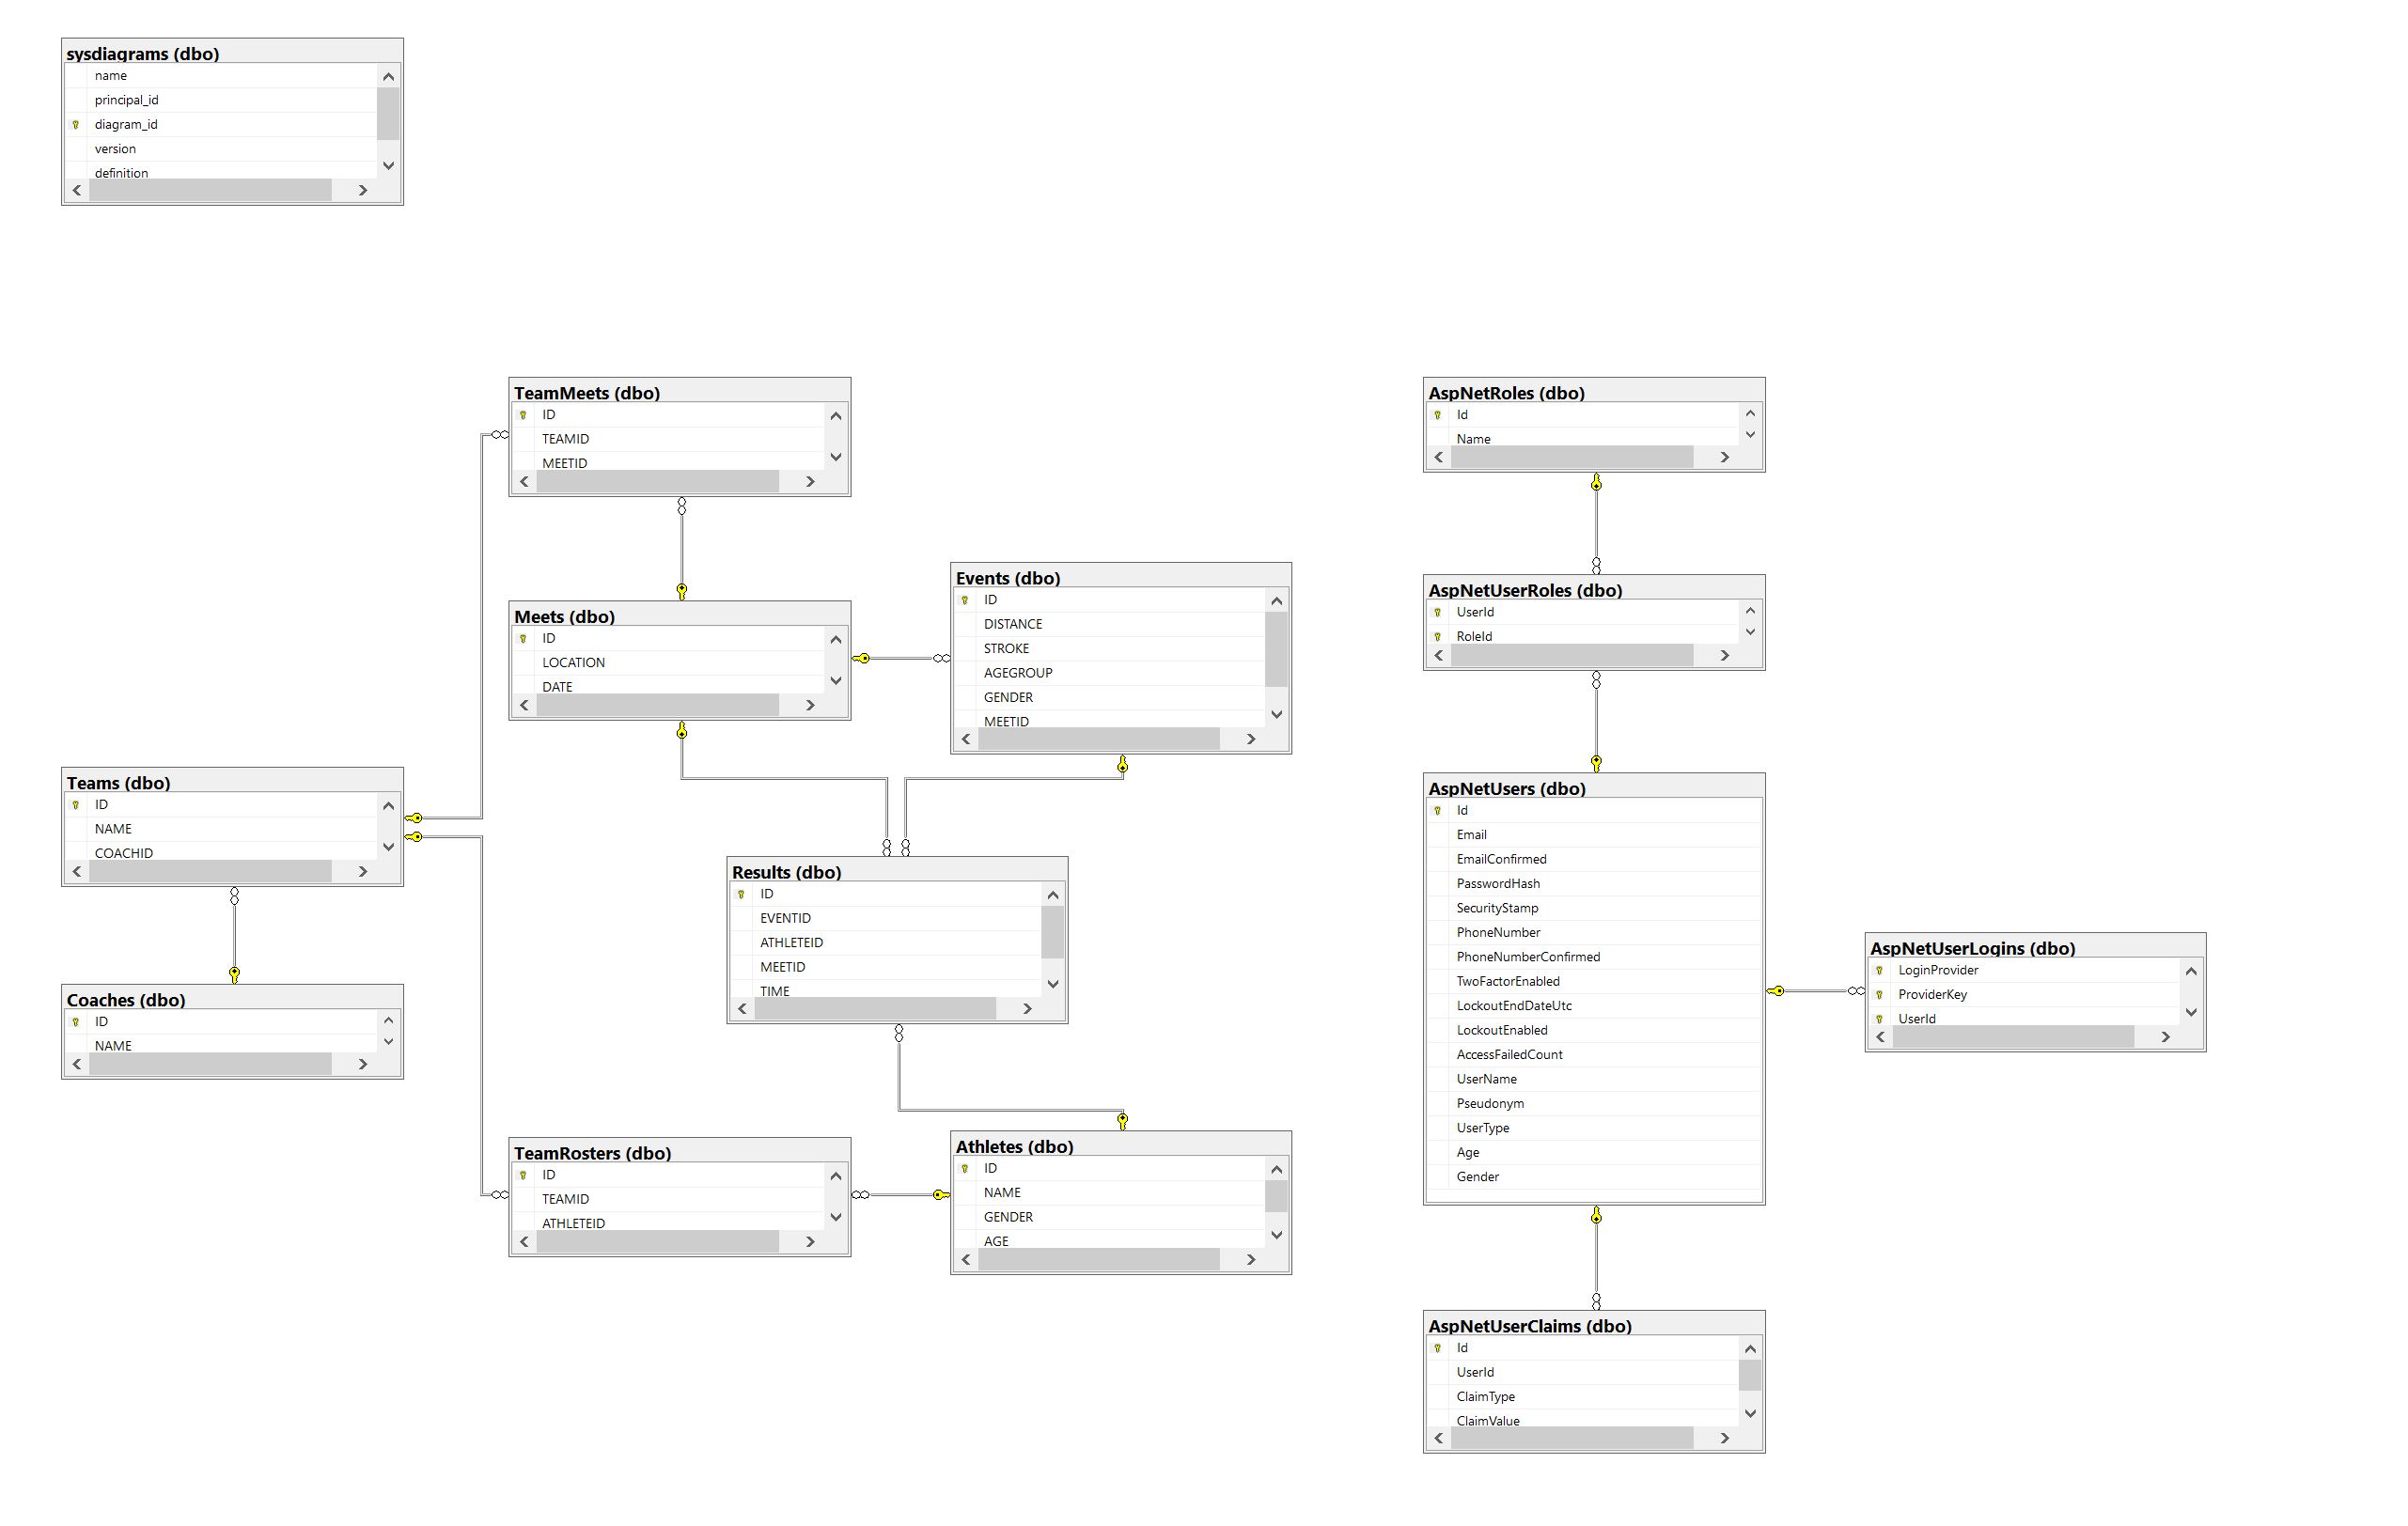 sysdiagrams (dbo)
name
principal_id
diagram_id
version
definition
TeamMeets (dbo)
ID
TEAMID
MEETID
Meets (dbo)
ID
LOCATION
DATE
Events (dbo)
ID
DISTANCE
STROKE
AGEGROUP
GENDER
MEETID
Teams (dbo)
ID
NAME
COACHID
Coaches (dbo)
ID
NAME
Results (dbo)
ID
EVENTID
ATHLETEID
MEETID
TIME
TeamRosters (dbo)
ID
TEAMID
ATHLETEID
Athletes (dbo)
ID
NAME
GENDER
AGE
AspNetRoles (dbo)
Id
Name
AspNetUserRoles (dbo)
UserId
RoleId
AspNetUsers (dbo)
Id
Email
EmailConfirmed
PasswordHash
SecurityStamp
PhoneNumber
PhoneNumberConfirmed
TwoFactorEnabled
LockoutEndDateUtc
LockoutEnabled
AccessFailedCount
UserName
Pseudonym
UserType
Age
Gender
AspNetUserLogins (dbo)
LoginProvider
ProviderKey
UserId
AspNetUserClaims (dbo)
Id
UserId
ClaimType
ClaimValue